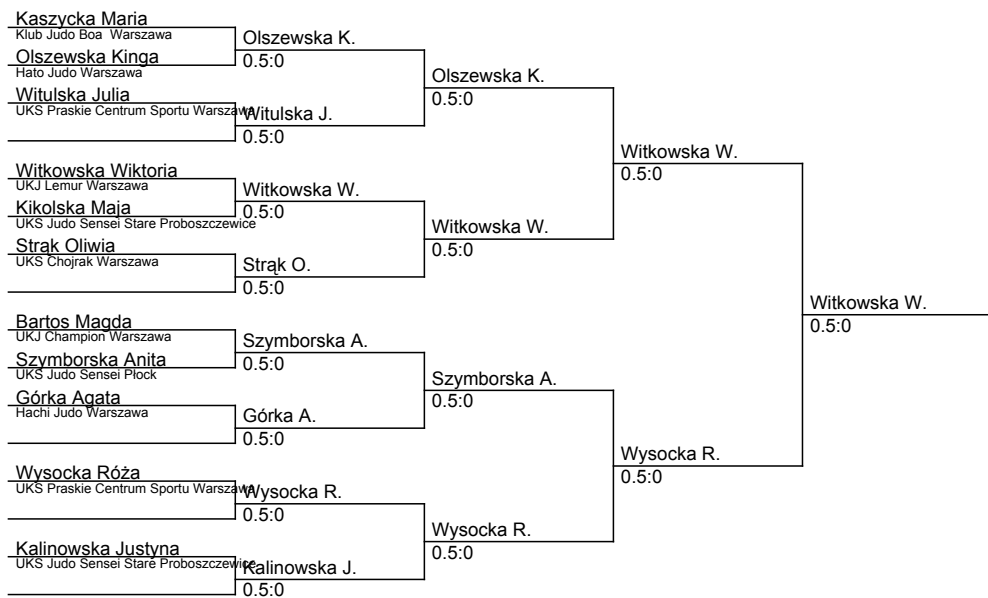 Kaszycka Maria
Klub Judo Boa Warszawa
Olszewska K.
0.5:0
Olszewska Kinga
Hato Judo Warszawa
Olszewska K.
0.5:0
Witulska Julia
UKS Praskie Centrum Sportu Warszawa
Witulska J.
0.5:0
Witkowska W.
0.5:0
Witkowska Wiktoria
UKJ Lemur Warszawa
Witkowska W.
0.5:0
Kikolska Maja
UKS Judo Sensei Stare Proboszczewice
Witkowska W.
0.5:0
Strąk Oliwia
UKS Chojrak Warszawa
Strąk O.
0.5:0
Witkowska W.
0.5:0
Bartos Magda
UKJ Champion Warszawa
Szymborska A.
0.5:0
Szymborska Anita
UKS Judo Sensei Płock
Szymborska A.
0.5:0
Górka Agata
Hachi Judo Warszawa
Górka A.
0.5:0
Wysocka R.
0.5:0
Wysocka Róża
UKS Praskie Centrum Sportu Warszawa
Wysocka R.
0.5:0
Wysocka R.
0.5:0
Kalinowska Justyna
UKS Judo Sensei Stare Proboszczewice
Kalinowska J.
0.5:0